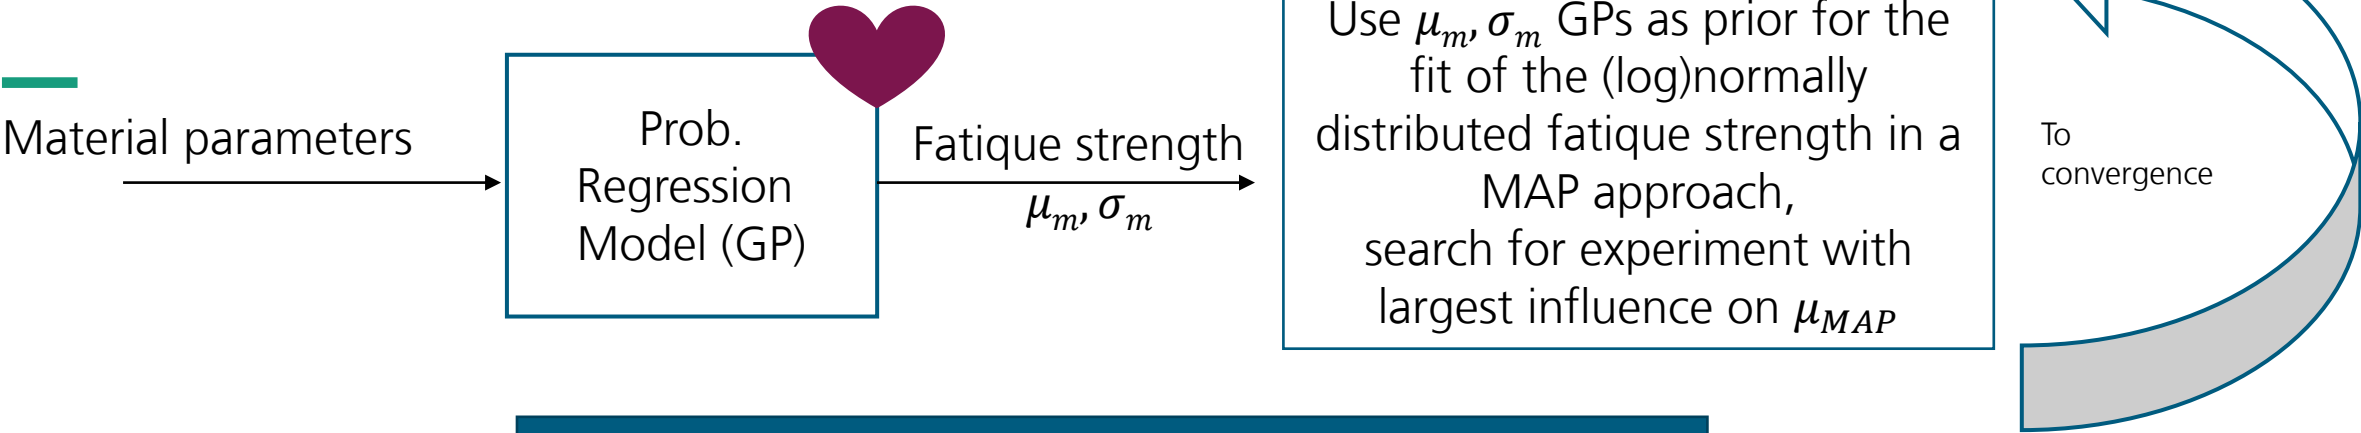 Material parameters
Prob.
Regression
Model (GP)
Fatique strength
μₘ, σₘ
Use μₘ, σₘ GPs as prior for the
fit of the (log)normally
distributed fatique strength in a
MAP approach,
search for experiment with
largest influence on μ_MAP
To
convergence